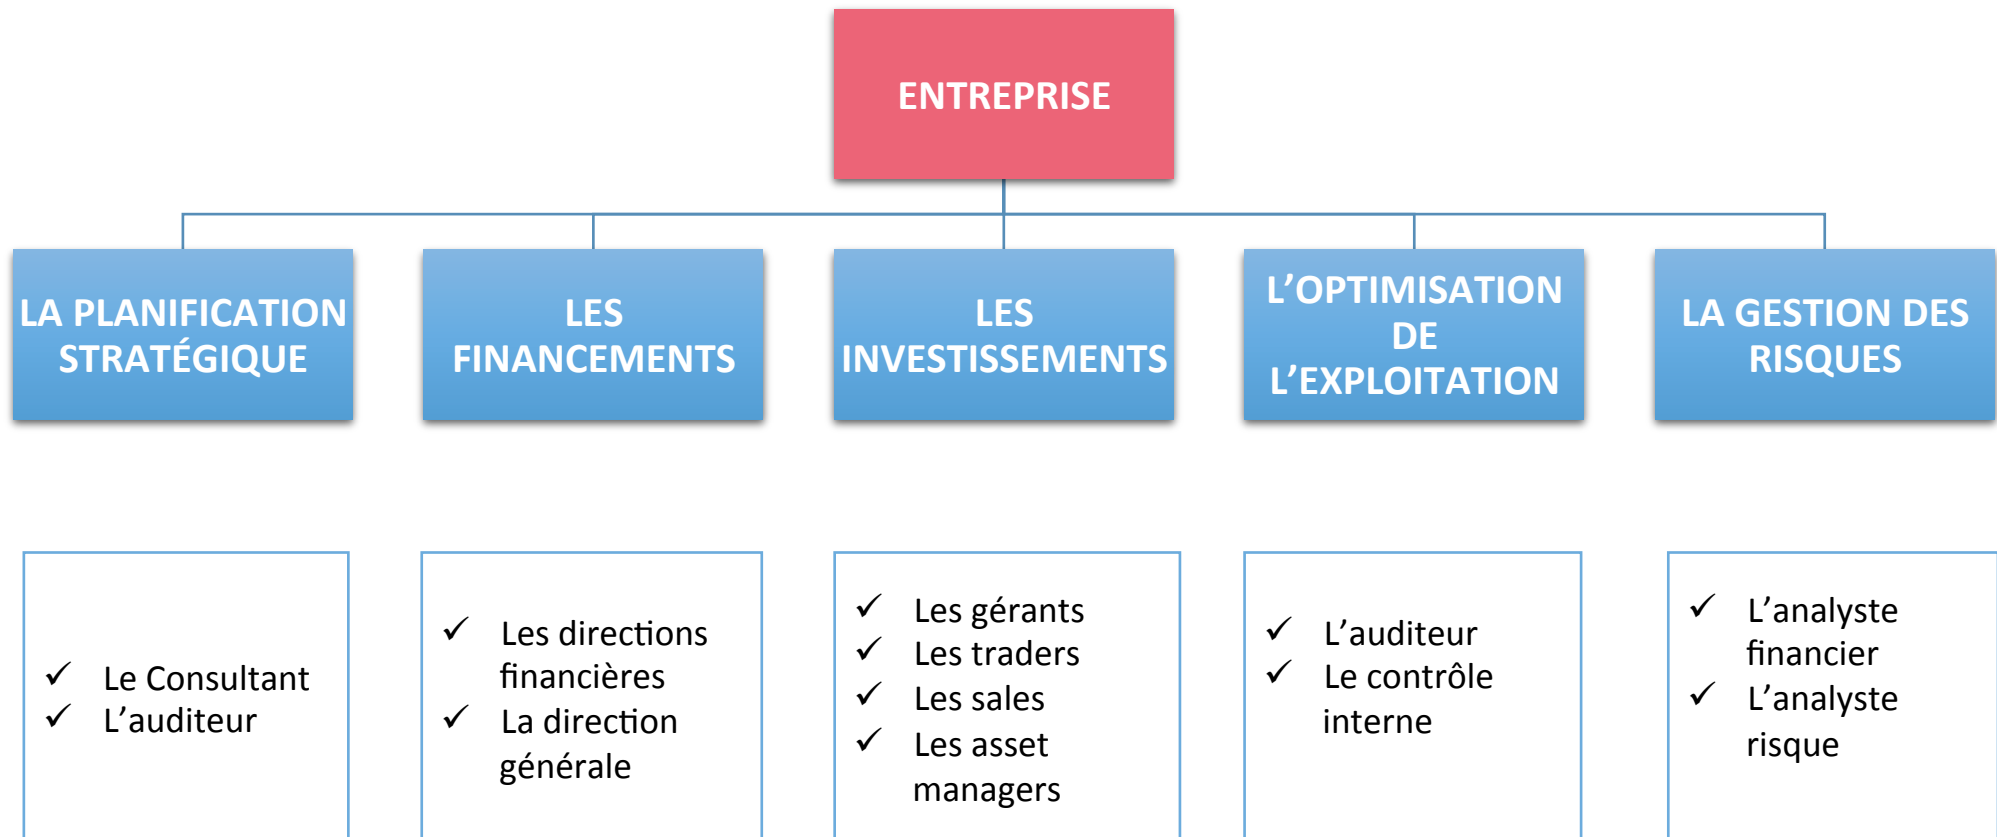 ENTREPRISE
LA PLANIFICATION
STRATÉGIQUE
LES
FINANCEMENTS
LES
INVESTISSEMENTS
L’OPTIMISATION
DE
L’EXPLOITATION
LA GESTION DES
RISQUES
✓ Le Consultant
✓ L’auditeur
✓ Les directions
financières
✓ La direction
générale
✓ Les gérants
✓ Les traders
✓ Les sales
✓ Les asset
managers
✓ L’auditeur
✓ Le contrôle
interne
✓ L’analyste
financier
✓ L’analyste
risque